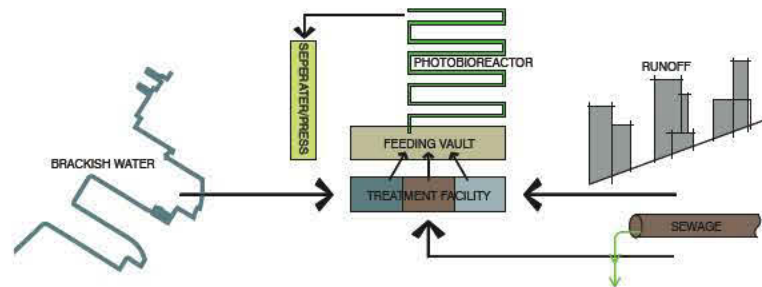 SEPERATER/PRESS
PHOTOBIOREACTOR
RUNOFF
FEEDING VAULT
BRACKISH WATER
TREATMENT FACILITY
SEWAGE